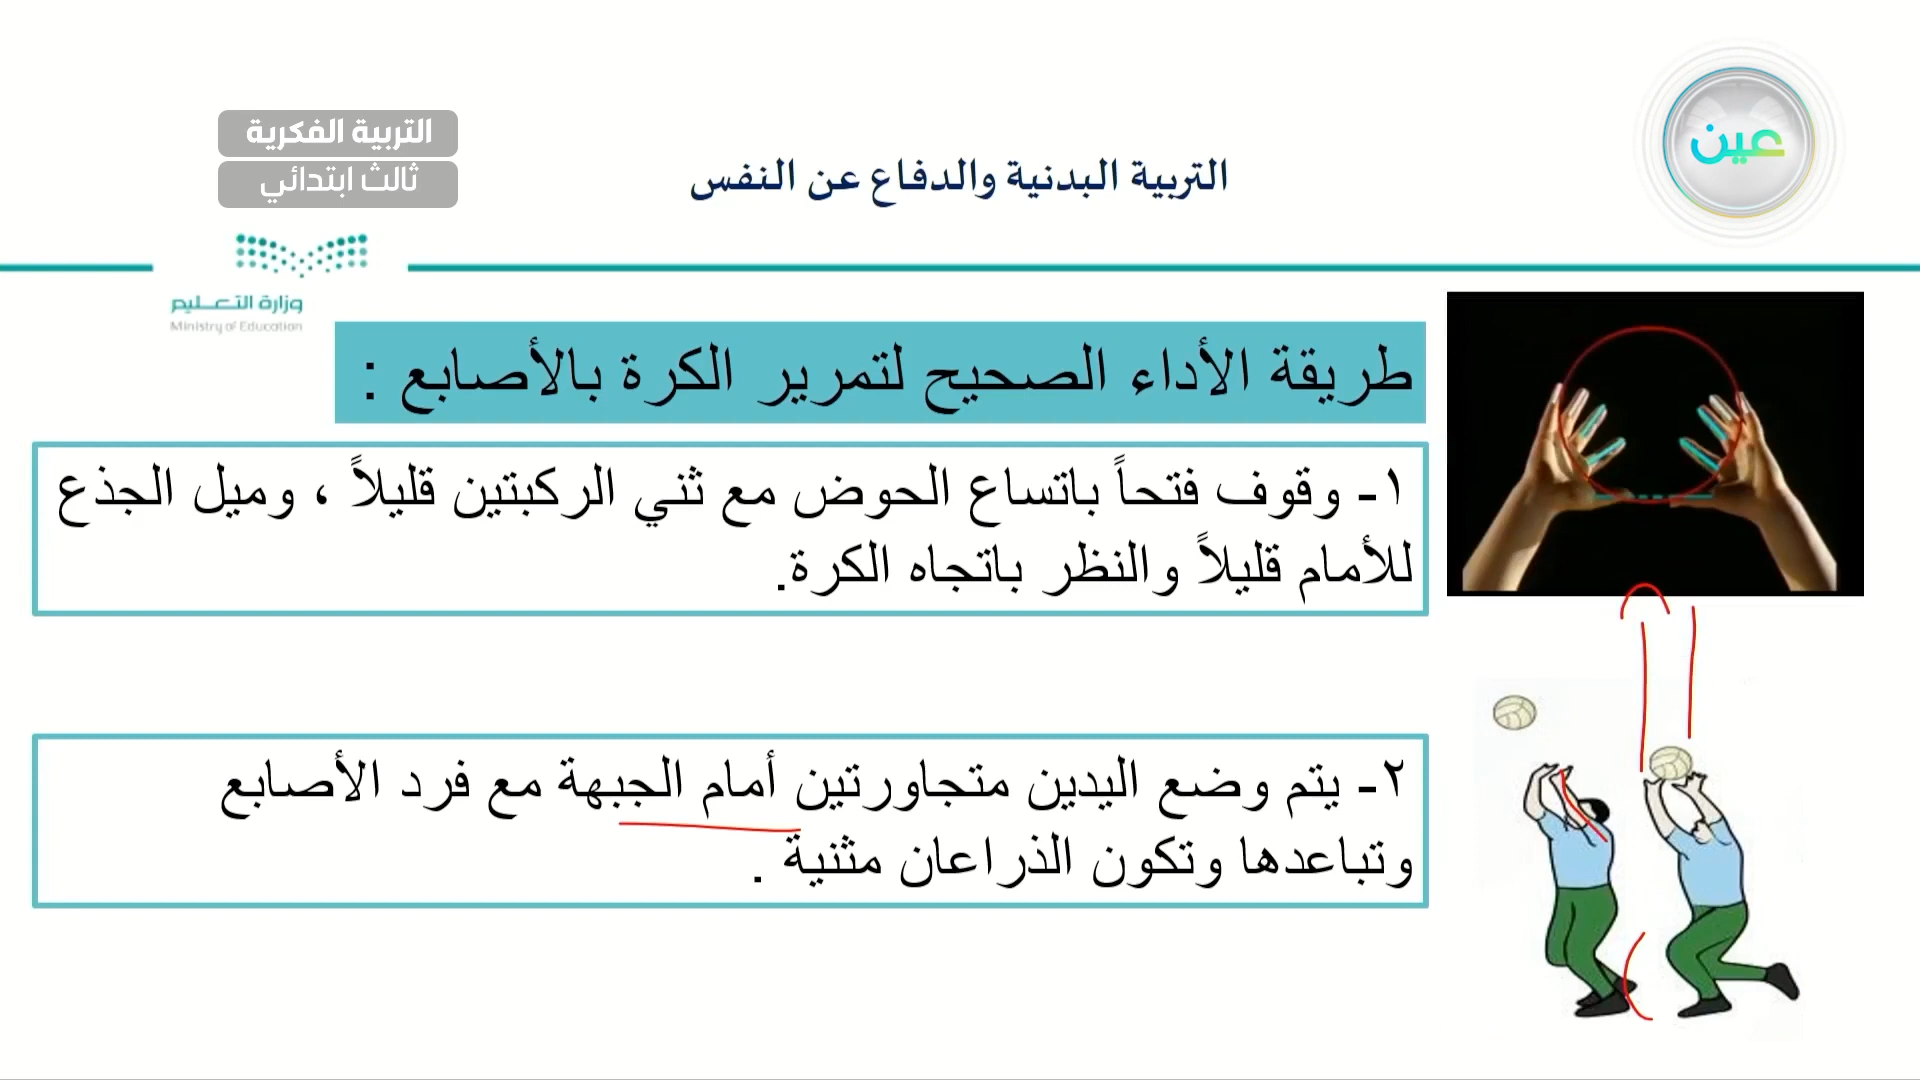 عين
التربية الفكرية
ثالث ابتدائي
التربية البدنية والدفاع عن النفس
وزارة التعليم
Ministry of Education
طريقة الأداء الصحيح لتمرير الكرة بالأصابع :
١- وقوف فتحاً باتساع الحوض مع ثني الركبتين قليلاً ، وميل الجذع
للأمام قليلاً والنظر باتجاه الكرة.
٢- يتم وضع اليدين متجاورتين أمام الجبهة مع فرد الأصابع
وتباعدها وتكون الذراعان مثنية .